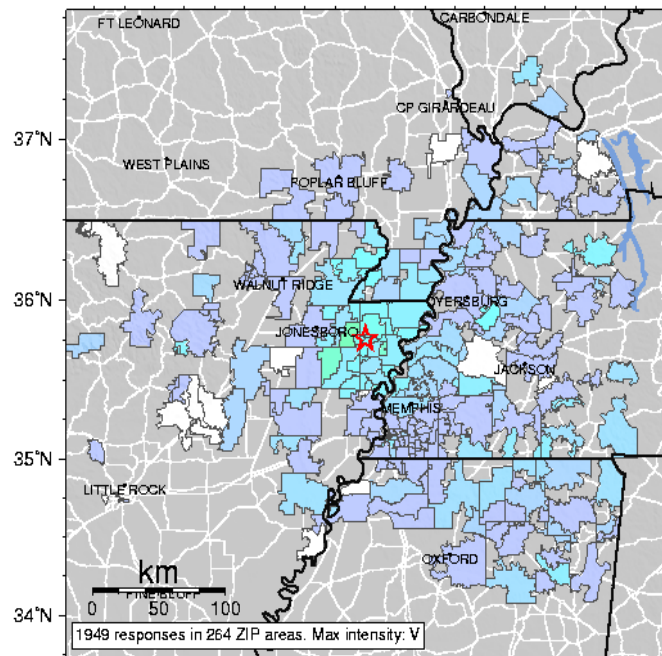 FT LEONARD
CARBONDALE
CP GIRARDEAU
37°N
WEST PLAINS
POPLAR BLUFF
WALNUT RIDGE
36°N
DYERSBURG
JONESBORO
JACKSON
MEMPHIS
35°N
LITTLE ROCK
OXFORD
km
PINE BLUFF
0 50 100
34°N
1949 responses in 264 ZIP areas. Max intensity: V